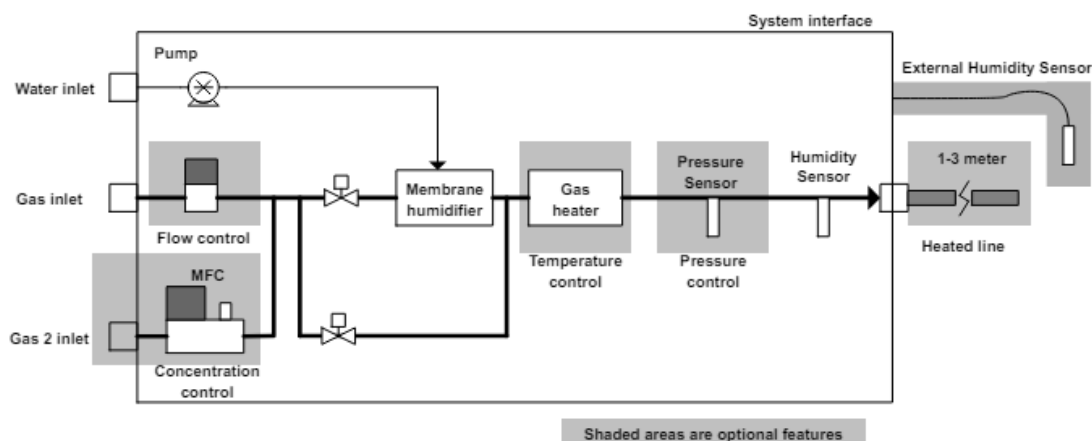 System interface
Pump
External Humidity Sensor
Water inlet
1-3 meter
Pressure
Sensor
Humidity
Sensor
Gas inlet
Membrane
humidifier
Gas
heater
Flow control
Heated line
Temperature
control
Pressure
control
MFC
Gas 2 inlet
Concentration
control
Shaded areas are optional features